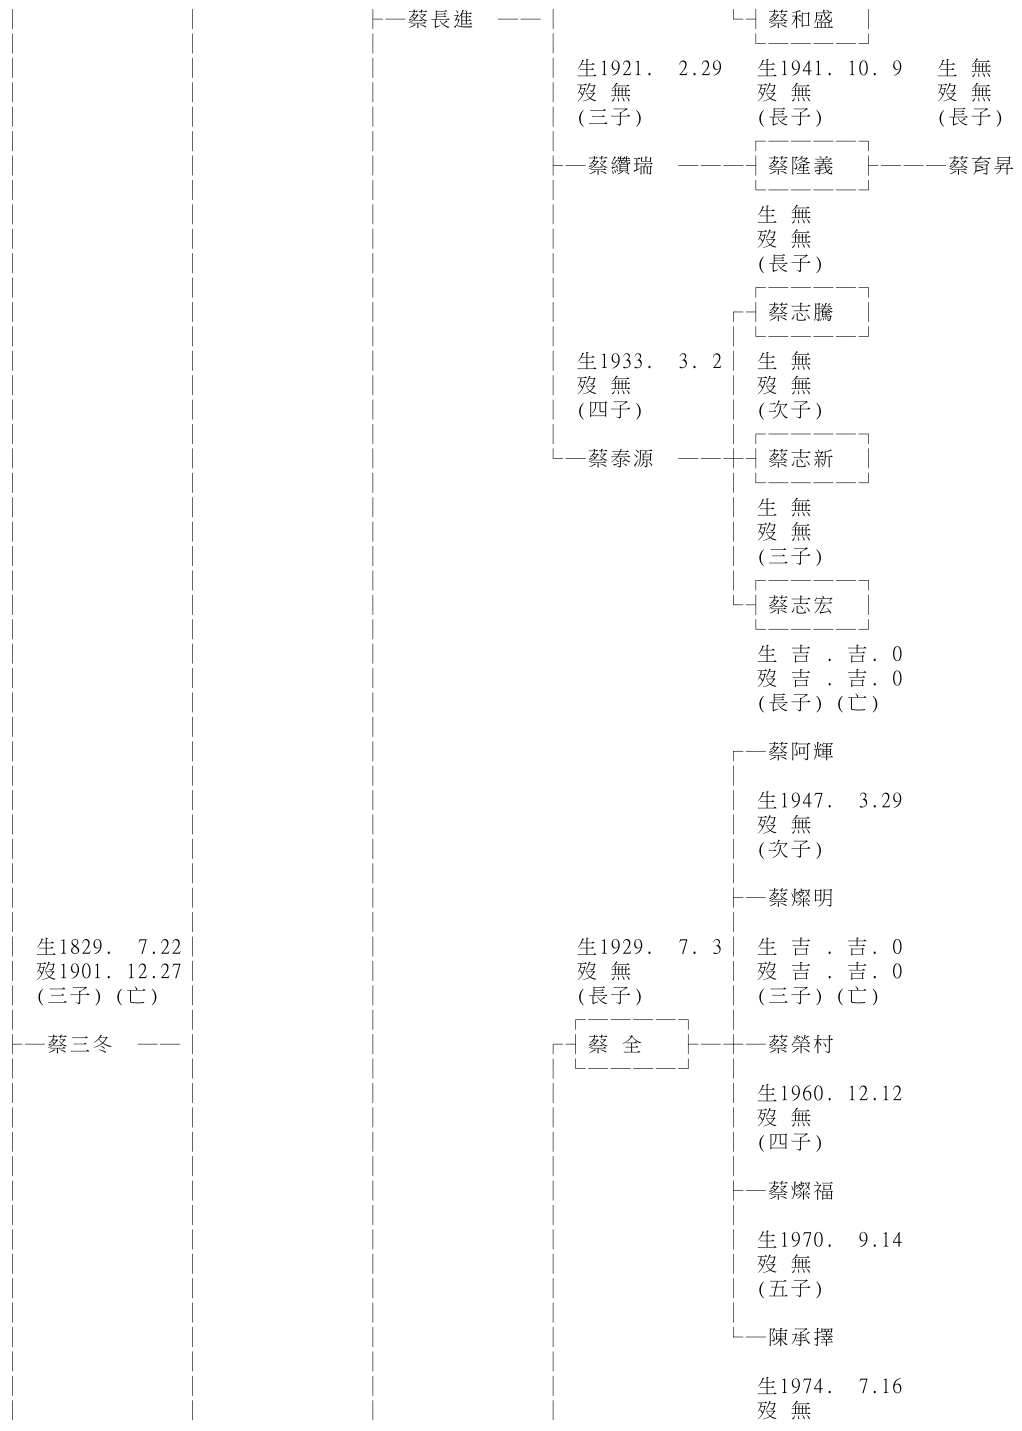 蔡長進 蔡和盛
生1921. 2.29 生1941. 10. 9 生 無
歿 無 歿 無 歿 無
(三子) (長子) (長子)
蔡纘瑞 蔡隆義 蔡育昇
生 無
歿 無
(長子)
蔡志騰
生1933. 3. 2 生 無
歿 無 歿 無
(四子) (次子)
蔡泰源 蔡志新
生 無
歿 無
(三子)
蔡志宏
生 吉 . 吉. 0
歿 吉 . 吉. 0
(長子)(亡)
蔡阿輝
生1947. 3.29
歿 無
(次子)
蔡燦明
生1829. 7.22 生1929. 7. 3 生 吉 . 吉. 0
歿1901. 12.27 歿 無 歿 吉 . 吉. 0
(三子)(亡) (長子) (三子)(亡)
蔡三冬 蔡 全 蔡榮村
生1960. 12.12
歿 無
(四子)
蔡燦福
生1970. 9.14
歿 無
(五子)
陳承擇
生1974. 7.16
歿 無